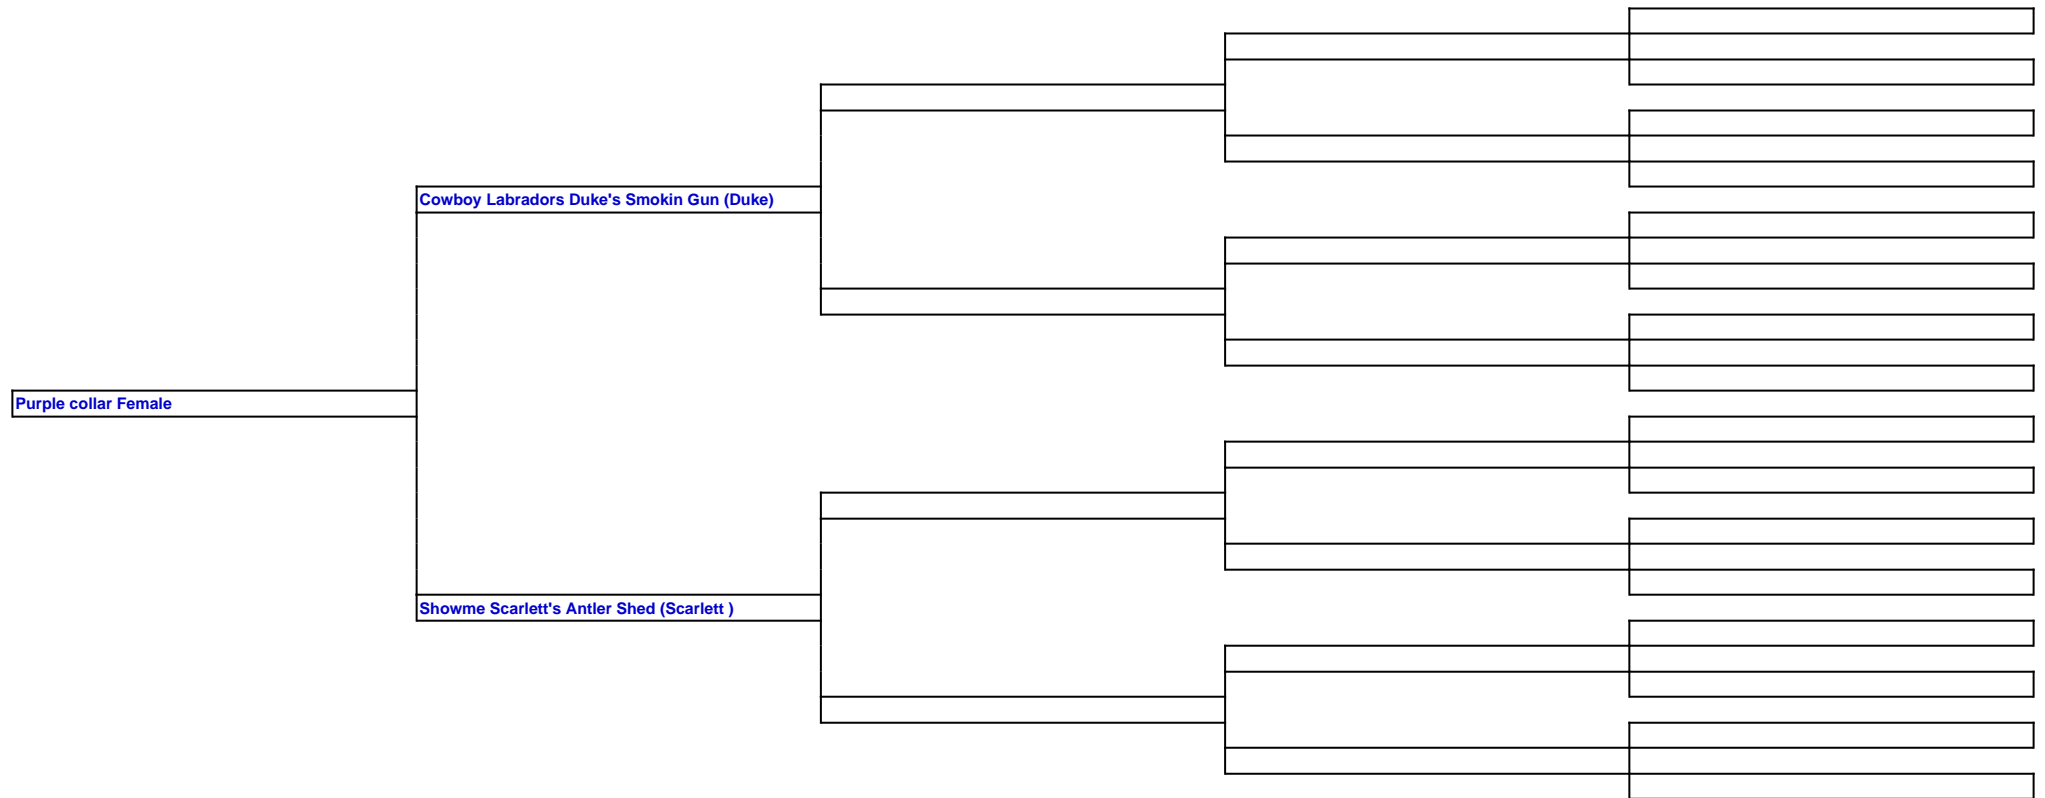 Cowboy Labradors Duke's Smokin Gun (Duke)
Purple collar Female
Showme Scarlett's Antler Shed (Scarlett )